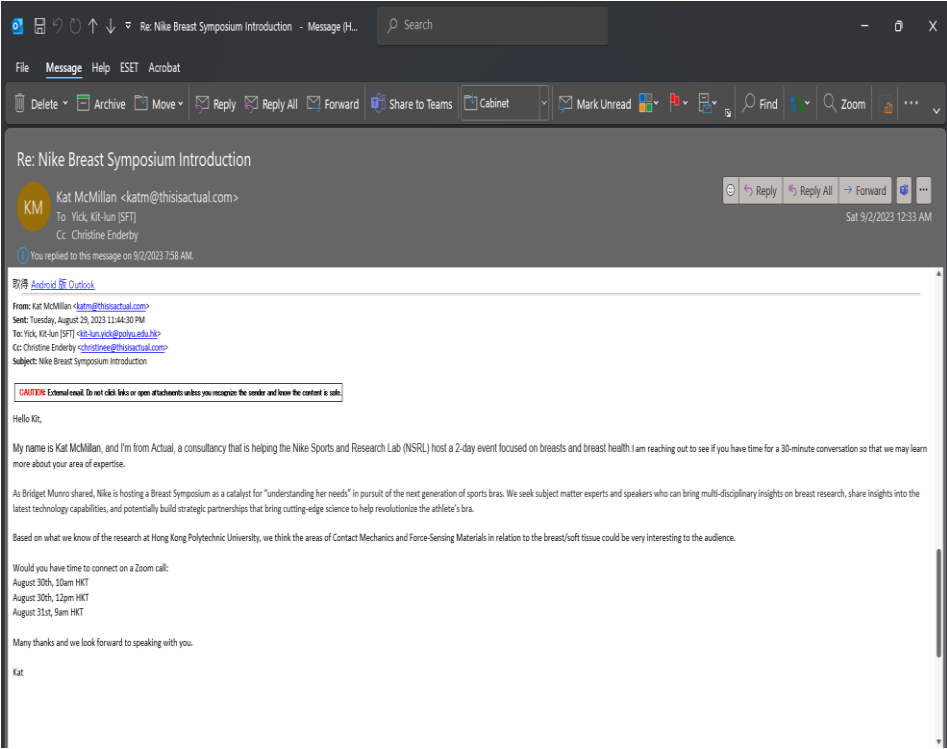 Re: Nike Breast Symposium Introduction - Message (H...
Search
File Message Help ESET Acrobat
Delete Archive Move Reply Reply All Forward Share to Teams Cabinet Mark Unread Find Zoom ...
Re: Nike Breast Symposium Introduction
KM
Kat McMillan <katm@thisisactual.com>
Reply Reply All Forward ...
To Yick, Kit-lun [SFT]
Sat 9/2/2023 12:33 AM
Cc Christine Enderby
You replied to this message on 9/2/2023 7:58 AM.
取得 Android 版 Outlook
From: Kat McMillan <katm@thisisactual.com>
Sent: Tuesday, August 29, 2023 11:44:30 PM
To: Yick, Kit-lun [SFT] <kit-lun.yick@polyu.edu.hk>
Cc: Christine Enderby <christinee@thisisactual.com>
Subject: Nike Breast Symposium Introduction
CAUTION: External email. Do not click links or open attachments unless you recognize the sender and know the content is safe.
Hello Kit,
My name is Kat McMillan, and I'm from Actual, a consultancy that is helping the Nike Sports and Research Lab (NSRL) host a 2-day event focused on breasts and breast health. I am reaching out to see if you have time for a 30-minute conversation so that we may learn
more about your area of expertise.
As Bridget Munro shared, Nike is hosting a Breast Symposium as a catalyst for "understanding her needs" in pursuit of the next generation of sports bras. We seek subject matter experts and speakers who can bring multi-disciplinary insights on breast research, share insights into the
latest technology capabilities, and potentially build strategic partnerships that bring cutting-edge science to help revolutionize the athlete's bra.
Based on what we know of the research at Hong Kong Polytechnic University, we think the areas of Contact Mechanics and Force-Sensing Materials in relation to the breast/soft tissue could be very interesting to the audience.
Would you have time to connect on a Zoom call:
August 30th, 10am HKT
August 30th, 12pm HKT
August 31st, 9am HKT
Many thanks and we look forward to speaking with you.
Kat